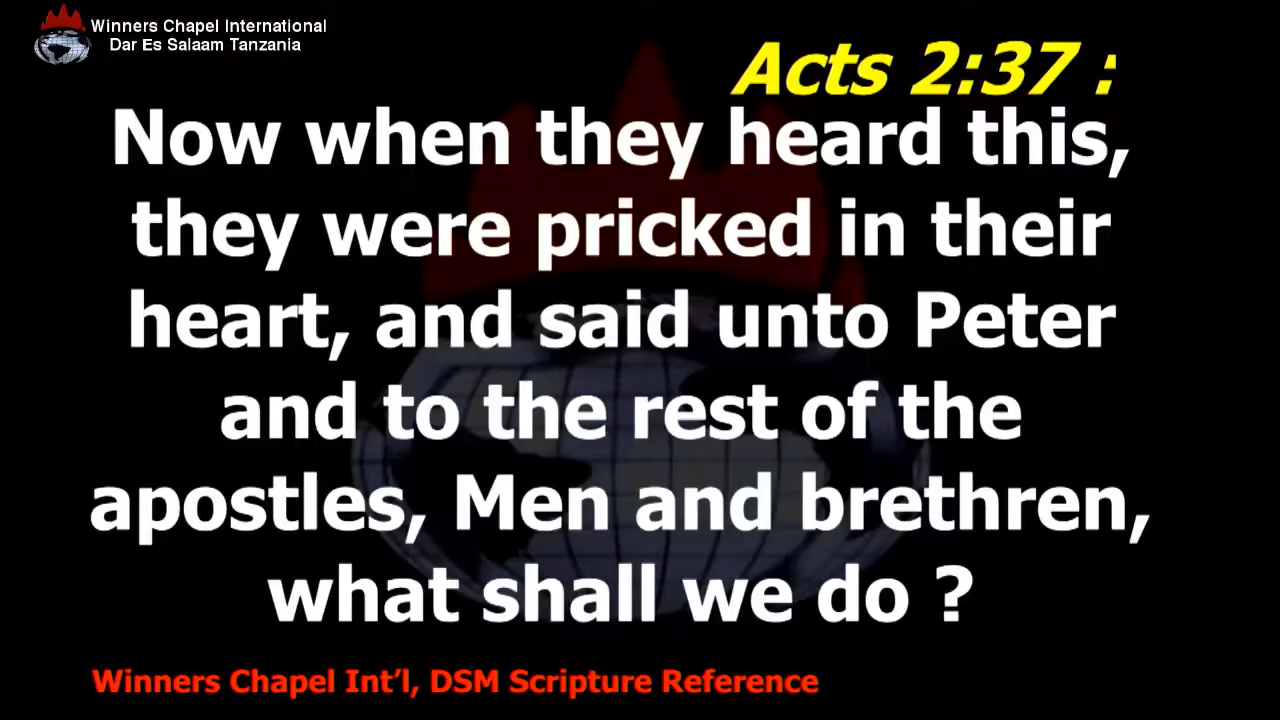 Winners Chapel International
Dar Es Salaam Tanzania
Acts 2:37 :
Now when they heard this,
they were pricked in their
heart, and said unto Peter
and to the rest of the
apostles, Men and brethren,
what shall we do ?
Winners Chapel Int’l, DSM Scripture Reference